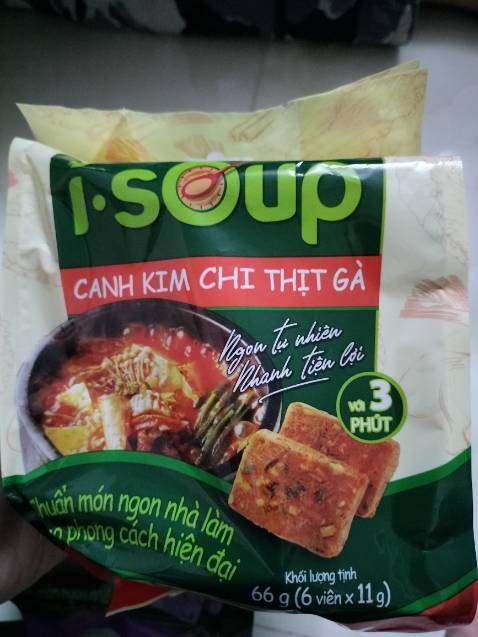 i·soup
CANH KIM CHI THỊT GÀ
Ngon tự nhiên
Nhanh Tiện lợi
VỚI 3
PHÚT
Chuẩn món ngon nhà làm
phong cách hiện đại
Khối lượng tịnh
66 g (6 viên x 11 g)